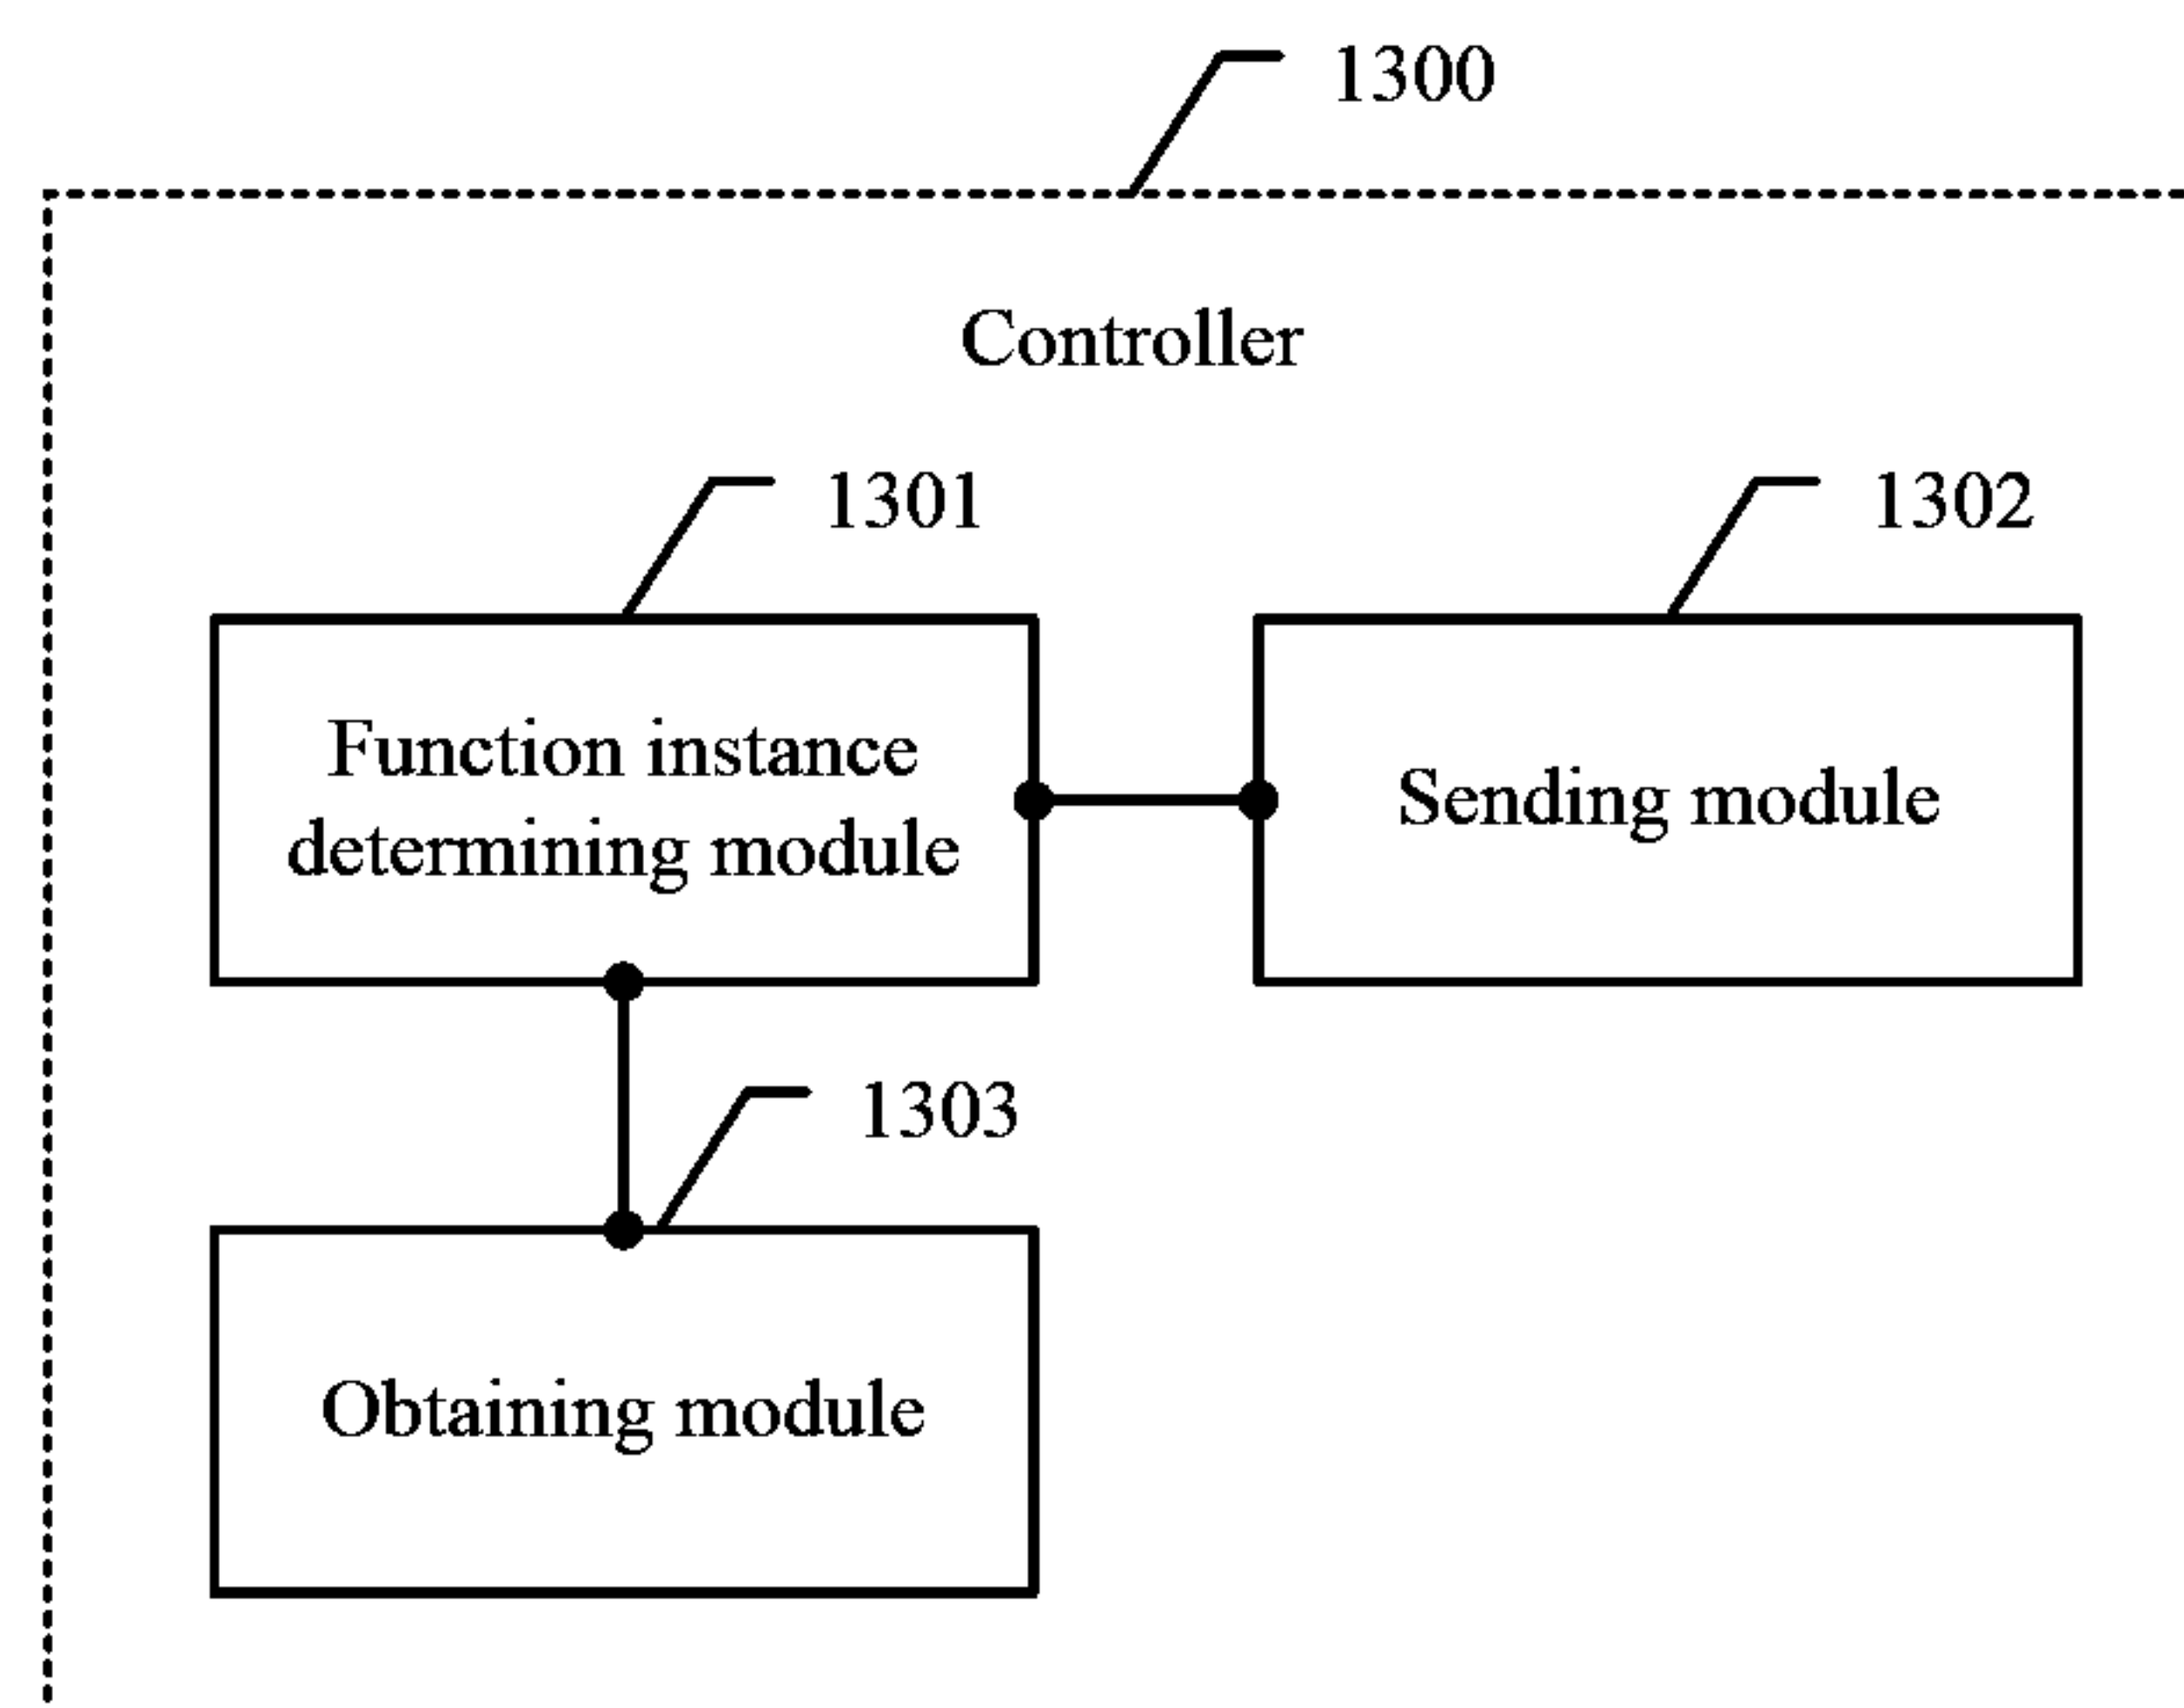 1300
Controller
1301
1302
Function instance
determining module
Sending module
1303
Obtaining module